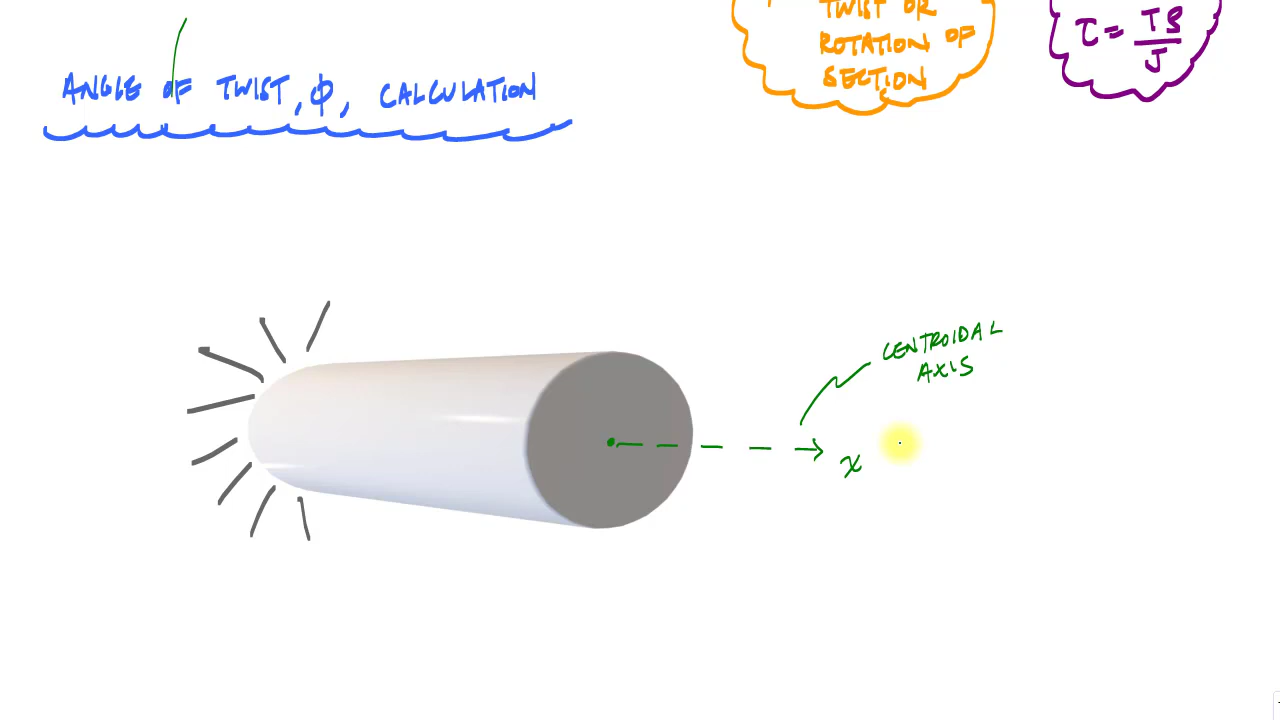 TWIST OR
ROTATION OF
SECTION
τ = Tρ/J
ANGLE OF TWIST, φ, CALCULATION
CENTROIDAL
AXIS
x